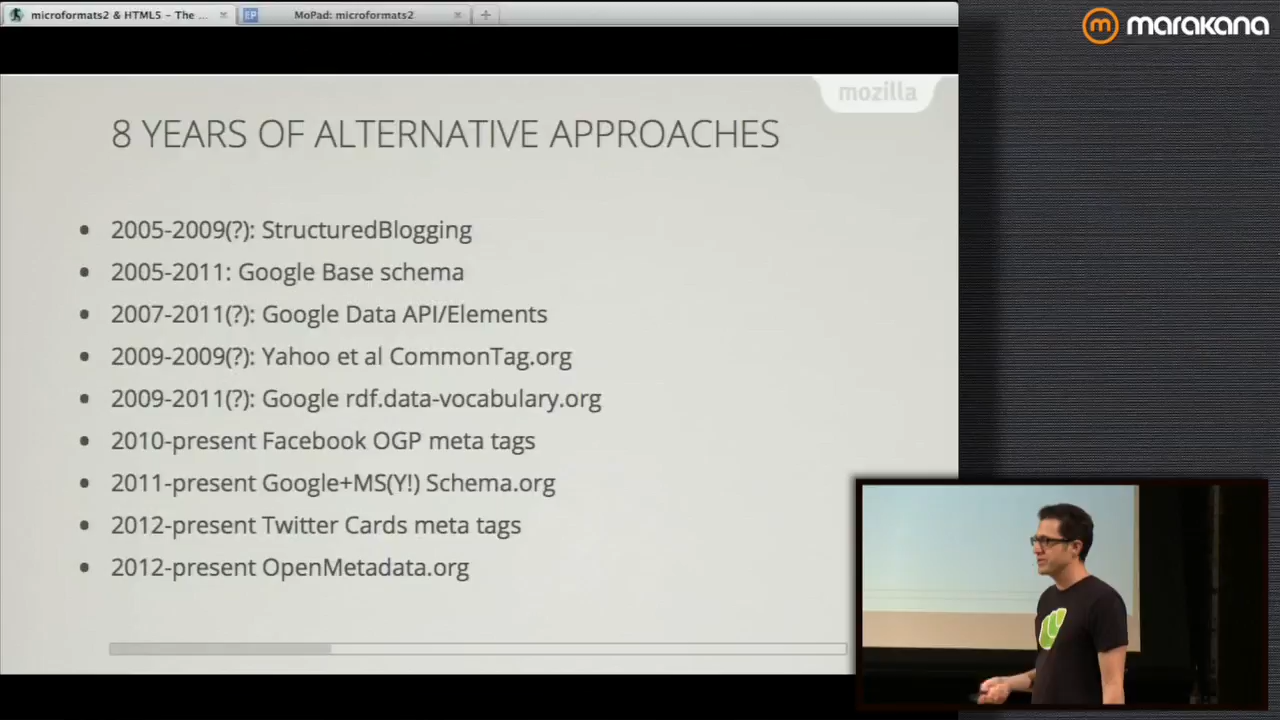 microformats2 & HTML5 – The ...
EP MoPad: microformats2
marakana
mozilla
8 YEARS OF ALTERNATIVE APPROACHES
• 2005-2009(?): StructuredBlogging
• 2005-2011: Google Base schema
• 2007-2011(?): Google Data API/Elements
• 2009-2009(?): Yahoo et al CommonTag.org
• 2009-2011(?): Google rdf.data-vocabulary.org
• 2010-present Facebook OGP meta tags
• 2011-present Google+MS(Y!) Schema.org
• 2012-present Twitter Cards meta tags
• 2012-present OpenMetadata.org